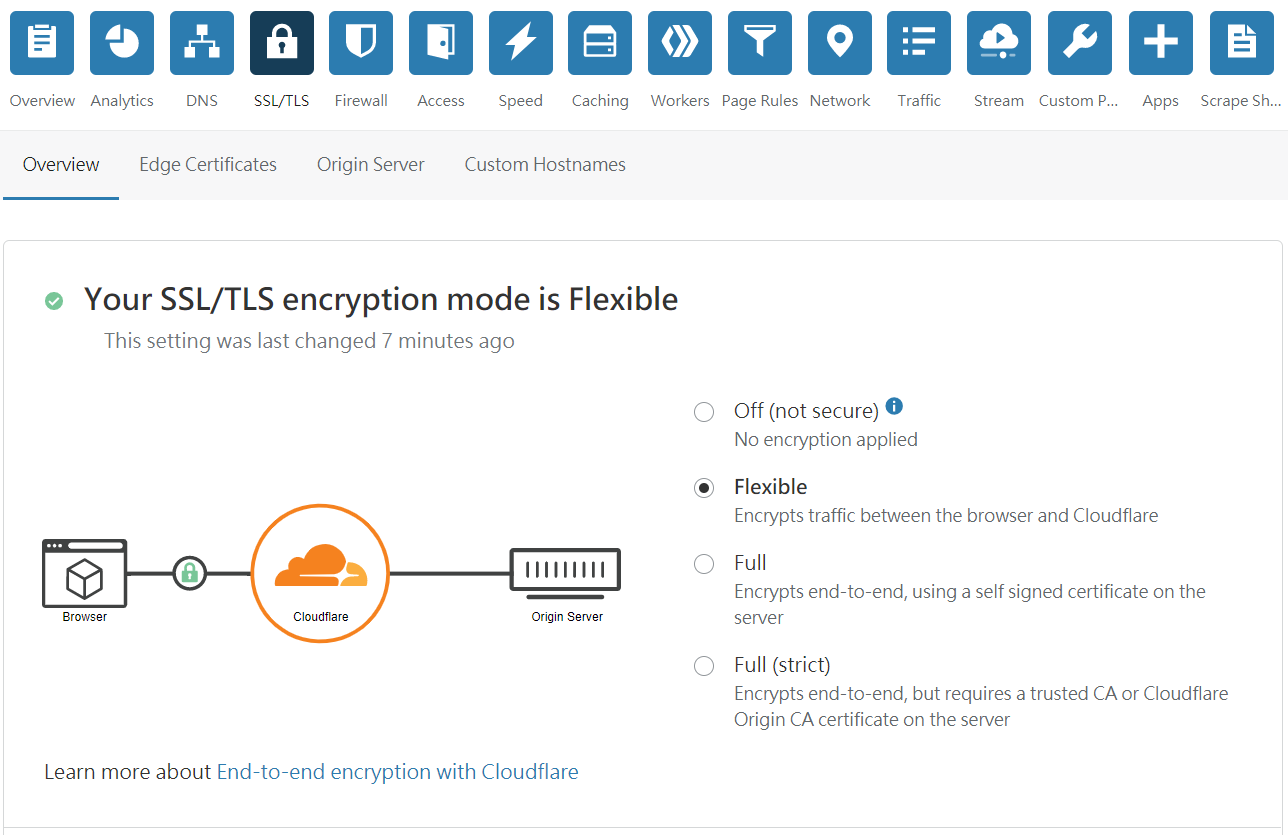 Overview Analytics DNS SSL/TLS Firewall Access Speed Caching Workers Page Rules Network Traffic Stream Custom P... Apps Scrape Sh...
Overview Edge Certificates Origin Server Custom Hostnames
Your SSL/TLS encryption mode is Flexible
This setting was last changed 7 minutes ago
Off (not secure)
No encryption applied
Flexible
Encrypts traffic between the browser and Cloudflare
Full
Encrypts end-to-end, using a self signed certificate on the
server
Full (strict)
Encrypts end-to-end, but requires a trusted CA or Cloudflare
Origin CA certificate on the server
Browser Cloudflare Origin Server
Learn more about End-to-end encryption with Cloudflare